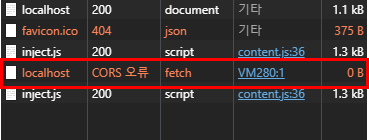 localhost 200 document 기타 1.1 kB
favicon.ico 404 json 기타 375 B
inject.js 200 script content.js:36 1.3 kB
localhost CORS 오류 fetch VM280:1 0 B
inject.js 200 script content.js:36 1.3 kB